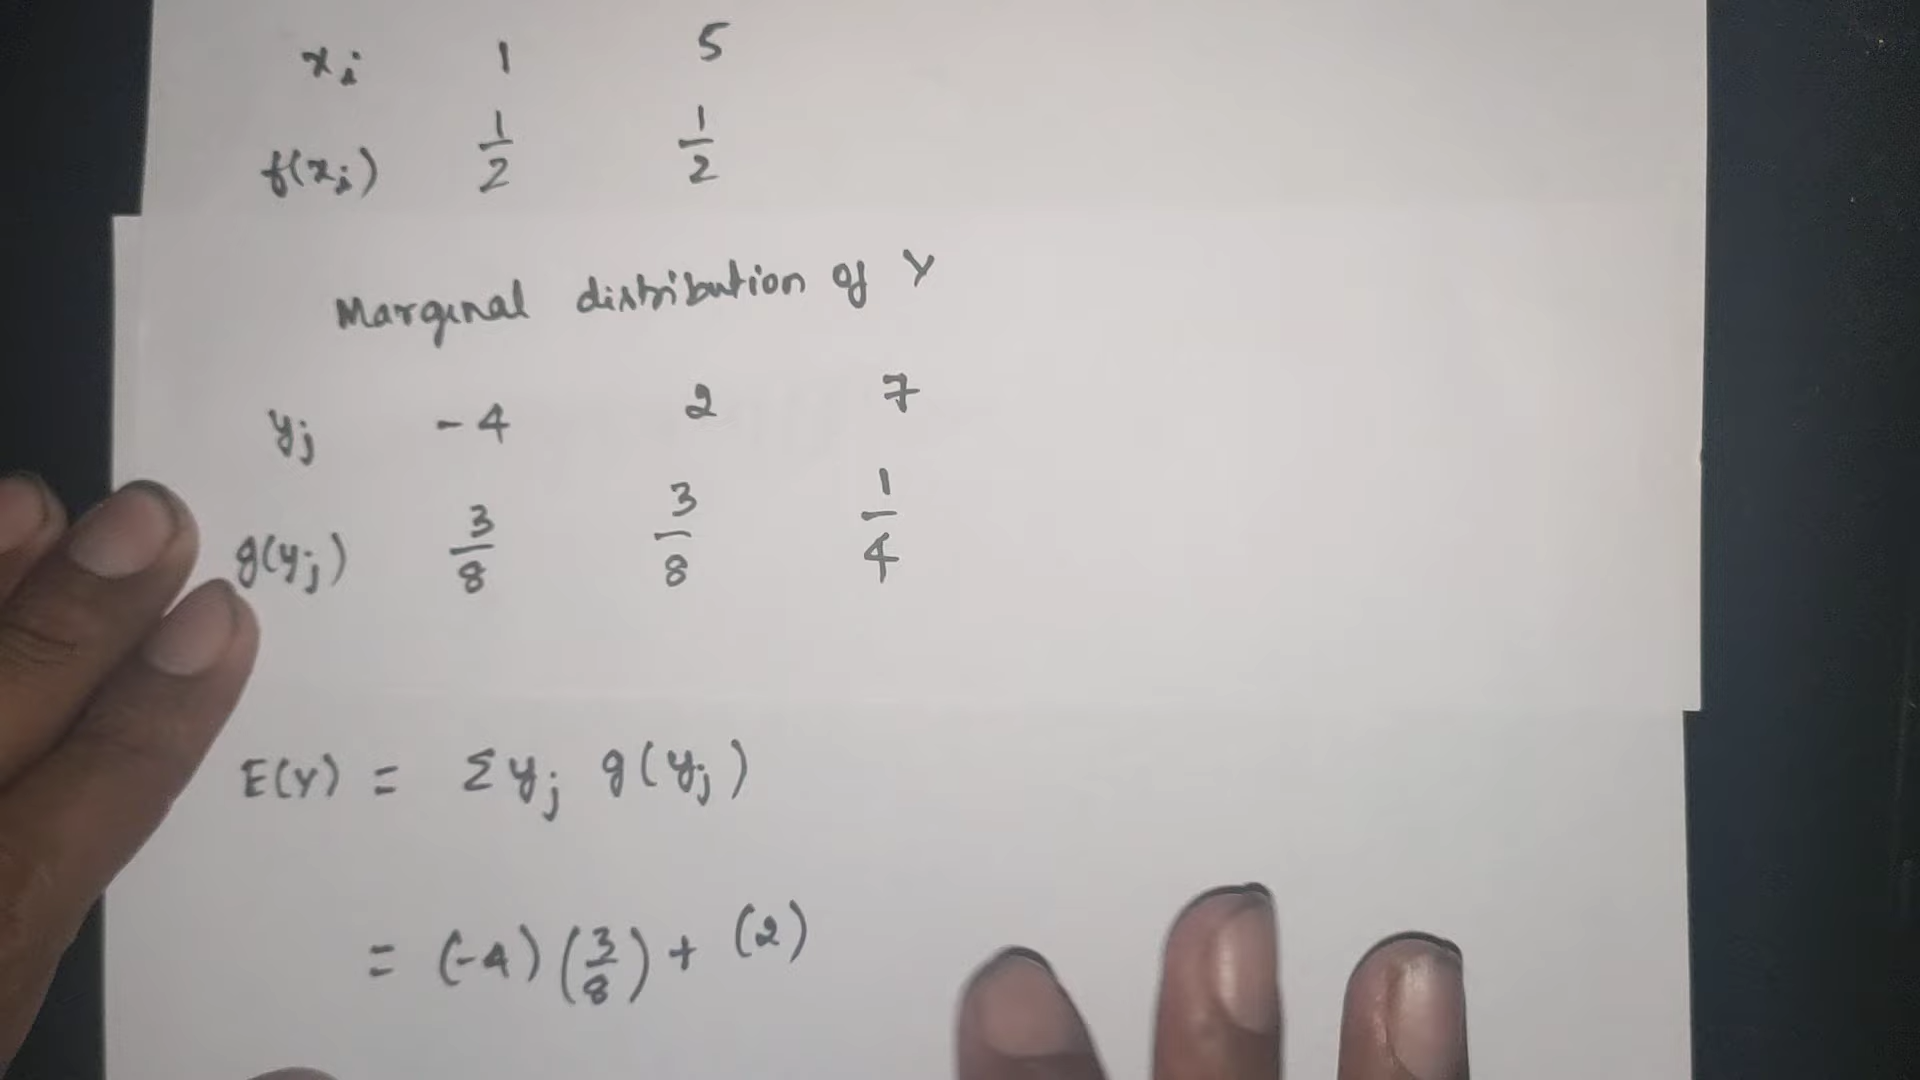 xi 1 5
f(xi) 1/2 1/2
Marginal distribution of Y
yj -4 2 7
g(yj) 3/8 3/8 1/4
E(Y) = Σ yj g(yj)
= (-4) (3/8) + (2)